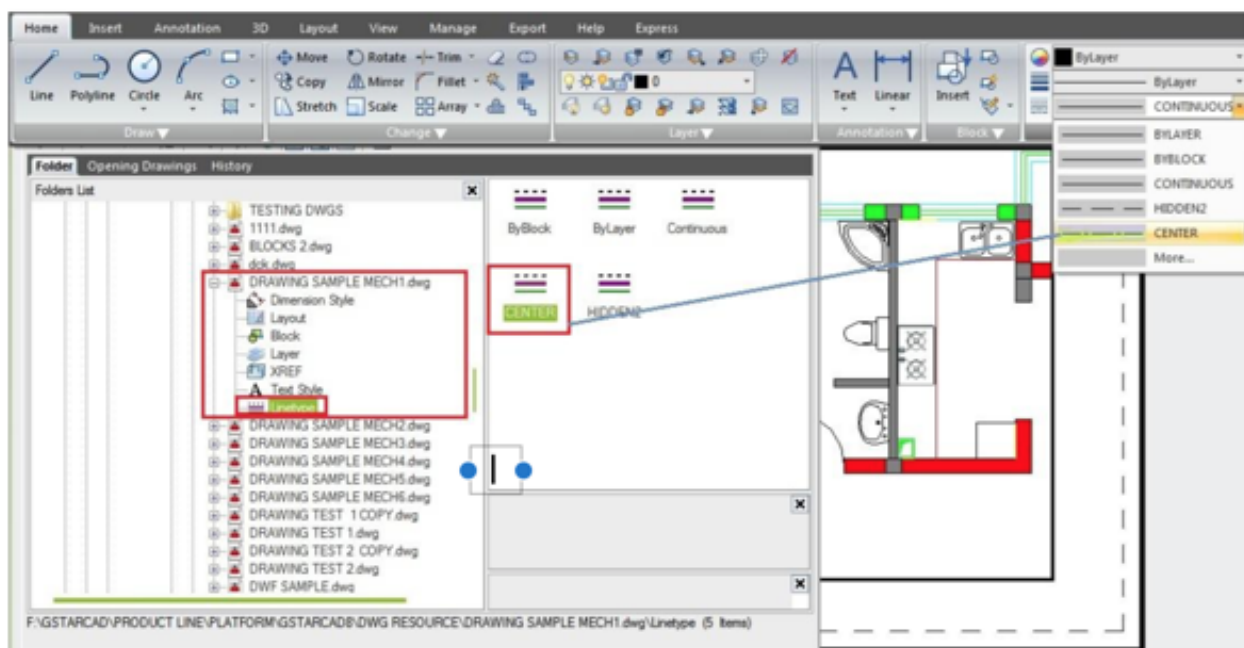 Home Insert Annotation 3D Layout View Manage Export Help Express
Move Rotate Trim
Copy Mirror Fillet
Stretch Scale Array
Line Polyline Circle Arc
0
Text Linear Insert
ByLayer
ByLayer
CONTINUOUS
Draw Change Layer Annotation Block
BYLAYER
BYBLOCK
CONTINUOUS
HIDDEN2
CENTER
More...
Folder Opening Drawings History
Folders List
TESTING DWGS
1111.dwg
BLOCKS 2.dwg
dck.dwg
DRAWING SAMPLE MECH1.dwg
Dimension Style
Layout
Block
Layer
XREF
A Text Style
Linetype
DRAWING SAMPLE MECH2.dwg
DRAWING SAMPLE MECH3.dwg
DRAWING SAMPLE MECH4.dwg
DRAWING SAMPLE MECH5.dwg
DRAWING SAMPLE MECH6.dwg
DRAWING TEST 1 COPY.dwg
DRAWING TEST 1.dwg
DRAWING TEST 2 COPY.dwg
DRAWING TEST 2.dwg
DWF SAMPLE.dwg
ByBlock ByLayer Continuous
CENTER HIDDEN2
F:\GSTARCAD\PRODUCT LINE\PLATFORM\GSTARCAD8\DWG RESOURCE\DRAWING SAMPLE MECH1.dwg\Linetype (5 Items)